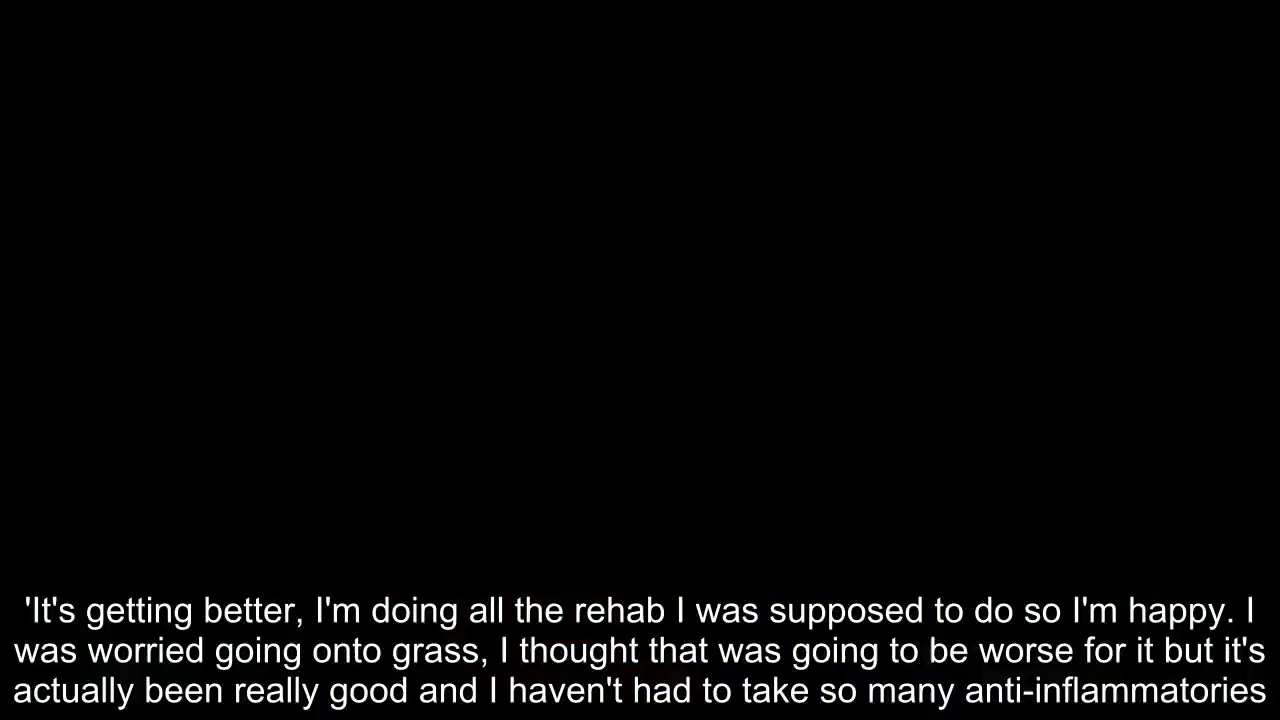 'It's getting better, I'm doing all the rehab I was supposed to do so I'm happy. I
was worried going onto grass, I thought that was going to be worse for it but it's
actually been really good and I haven't had to take so many anti-inflammatories